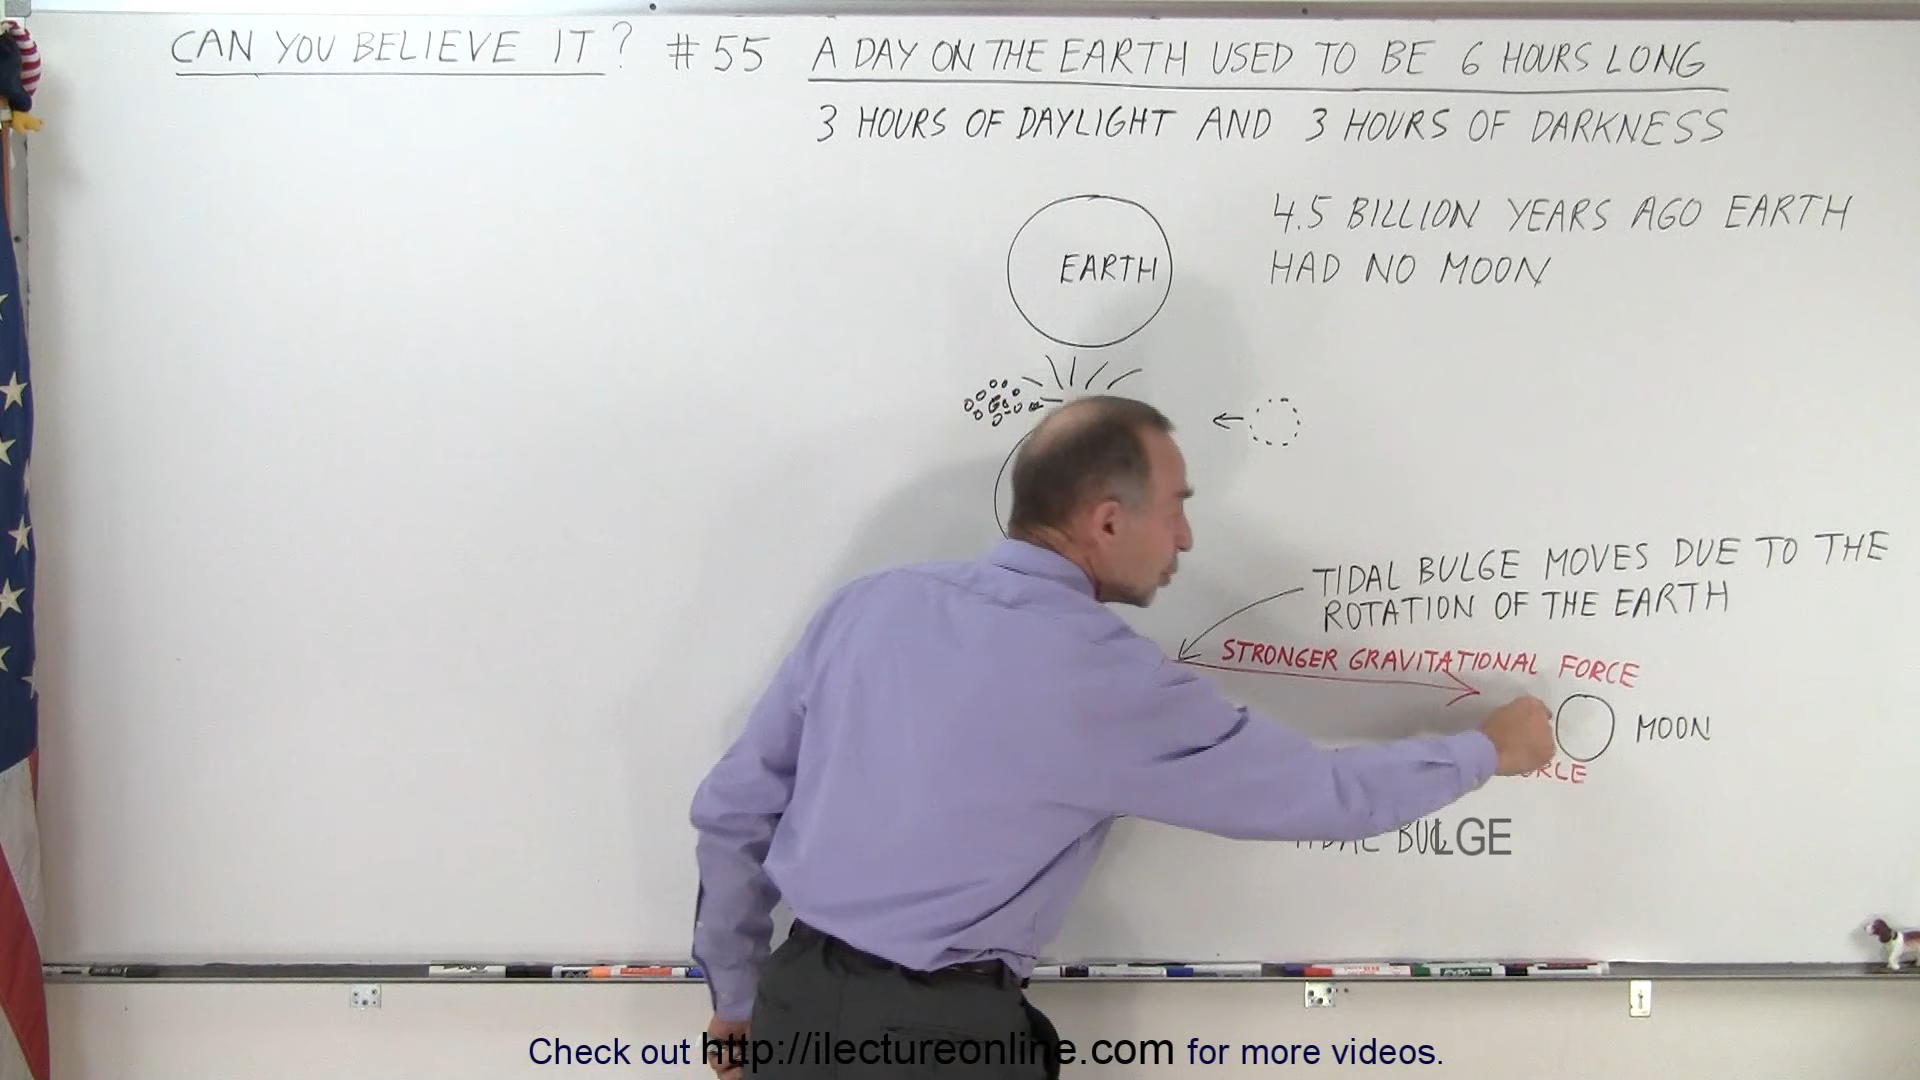 CAN YOU BELIEVE IT? #55 A DAY ON THE EARTH USED TO BE 6 HOURS LONG
3 HOURS OF DAYLIGHT AND 3 HOURS OF DARKNESS
EARTH
4.5 BILLION YEARS AGO EARTH
HAD NO MOON
TIDAL BULGE MOVES DUE TO THE
ROTATION OF THE EARTH
STRONGER GRAVITATIONAL FORCE
MOON
TIDAL BULGE
Check out http://ilectureonline.com for more videos.